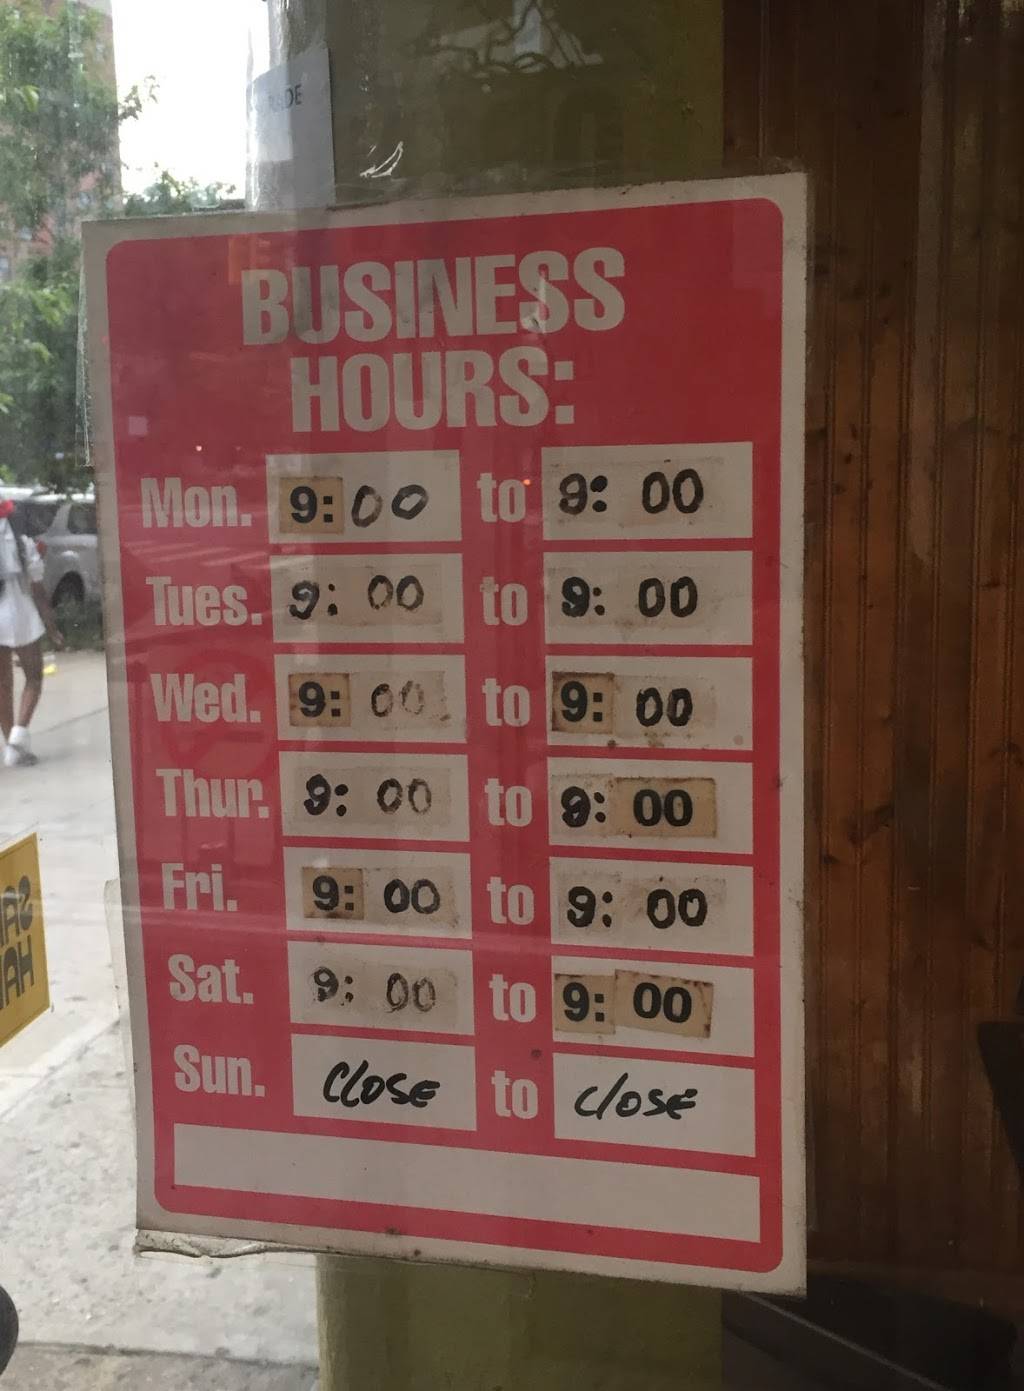 BUSINESS
HOURS:
Mon. 9:00 to 9:00
Tues. 9:00 to 9:00
Wed. 9:00 to 9:00
Thur. 9:00 to 9:00
Fri. 9:00 to 9:00
Sat. 9:00 to 9:00
Sun. CLOSE to close